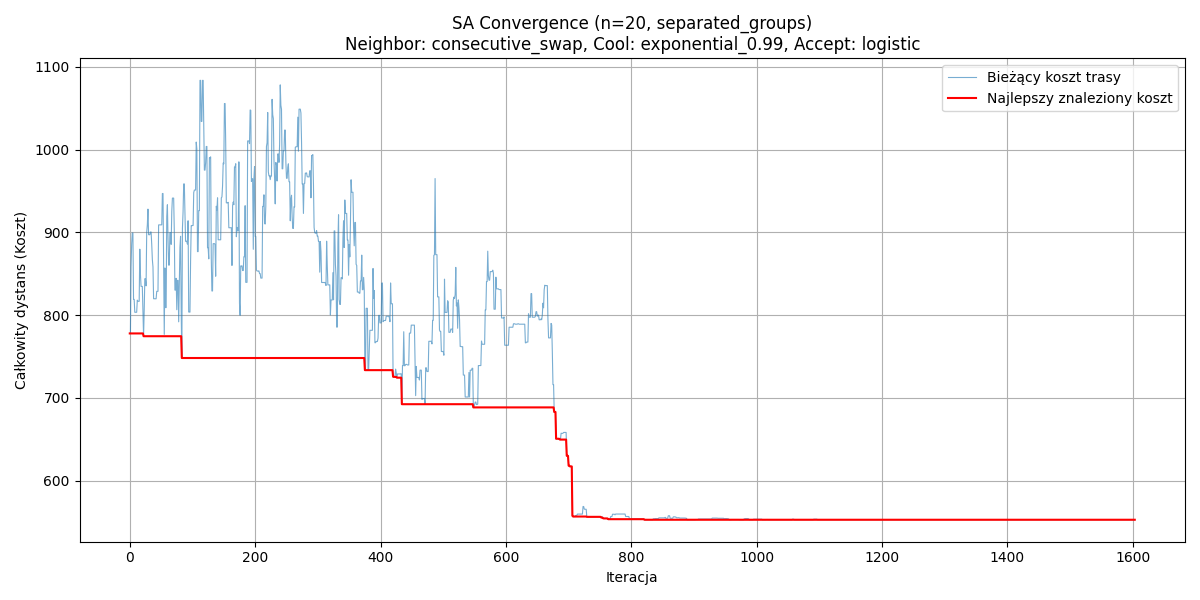 SA Convergence (n=20, separated_groups)
Neighbor: consecutive_swap, Cool: exponential_0.99, Accept: logistic
Bieżący koszt trasy
Najlepszy znaleziony koszt
Całkowity dystans (Koszt)
1100
1000
900
800
700
600
0 200 400 600 800 1000 1200 1400 1600
Iteracja